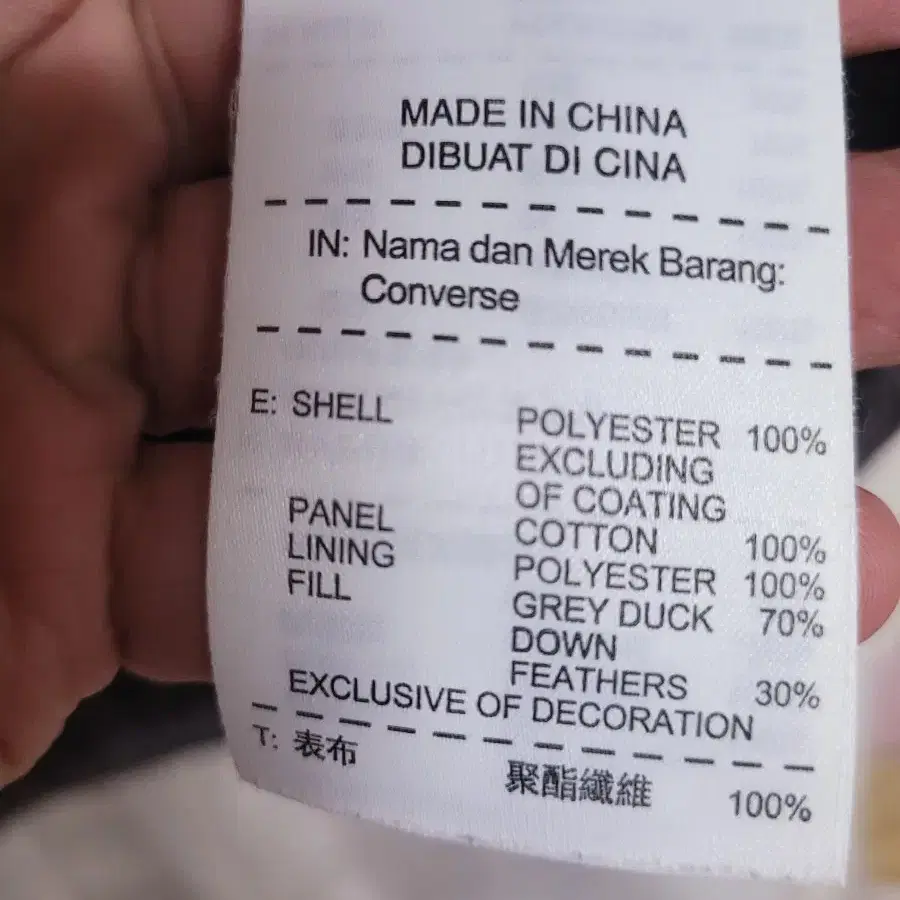 MADE IN CHINA
DIBUAT DI CINA
IN: Nama dan Merek Barang:
Converse
E: SHELL POLYESTER 100%
EXCLUDING
OF COATING
PANEL COTTON 100%
LINING POLYESTER 100%
FILL GREY DUCK 70%
DOWN
FEATHERS 30%
EXCLUSIVE OF DECORATION
T: 表布
聚酯纖維 100%